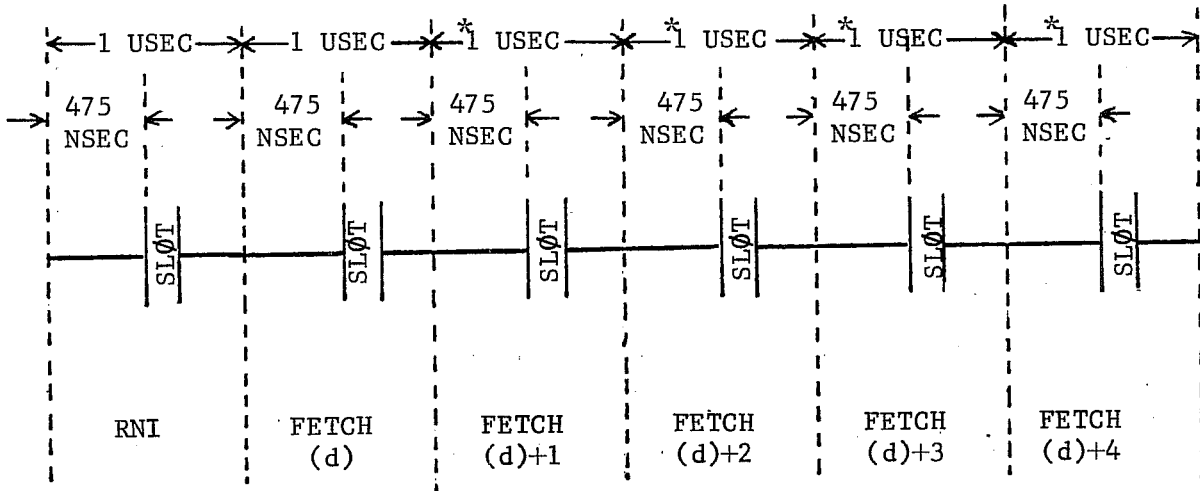 1 USEC 1 USEC *1 USEC *1 USEC *1 USEC *1 USEC
475 475 475 475 475 475
NSEC NSEC NSEC NSEC NSEC NSEC
SLØT SLØT SLØT SLØT SLØT SLØT
RNI FETCH FETCH FETCH FETCH FETCH
(d) (d)+1 (d)+2 (d)+3 (d)+4